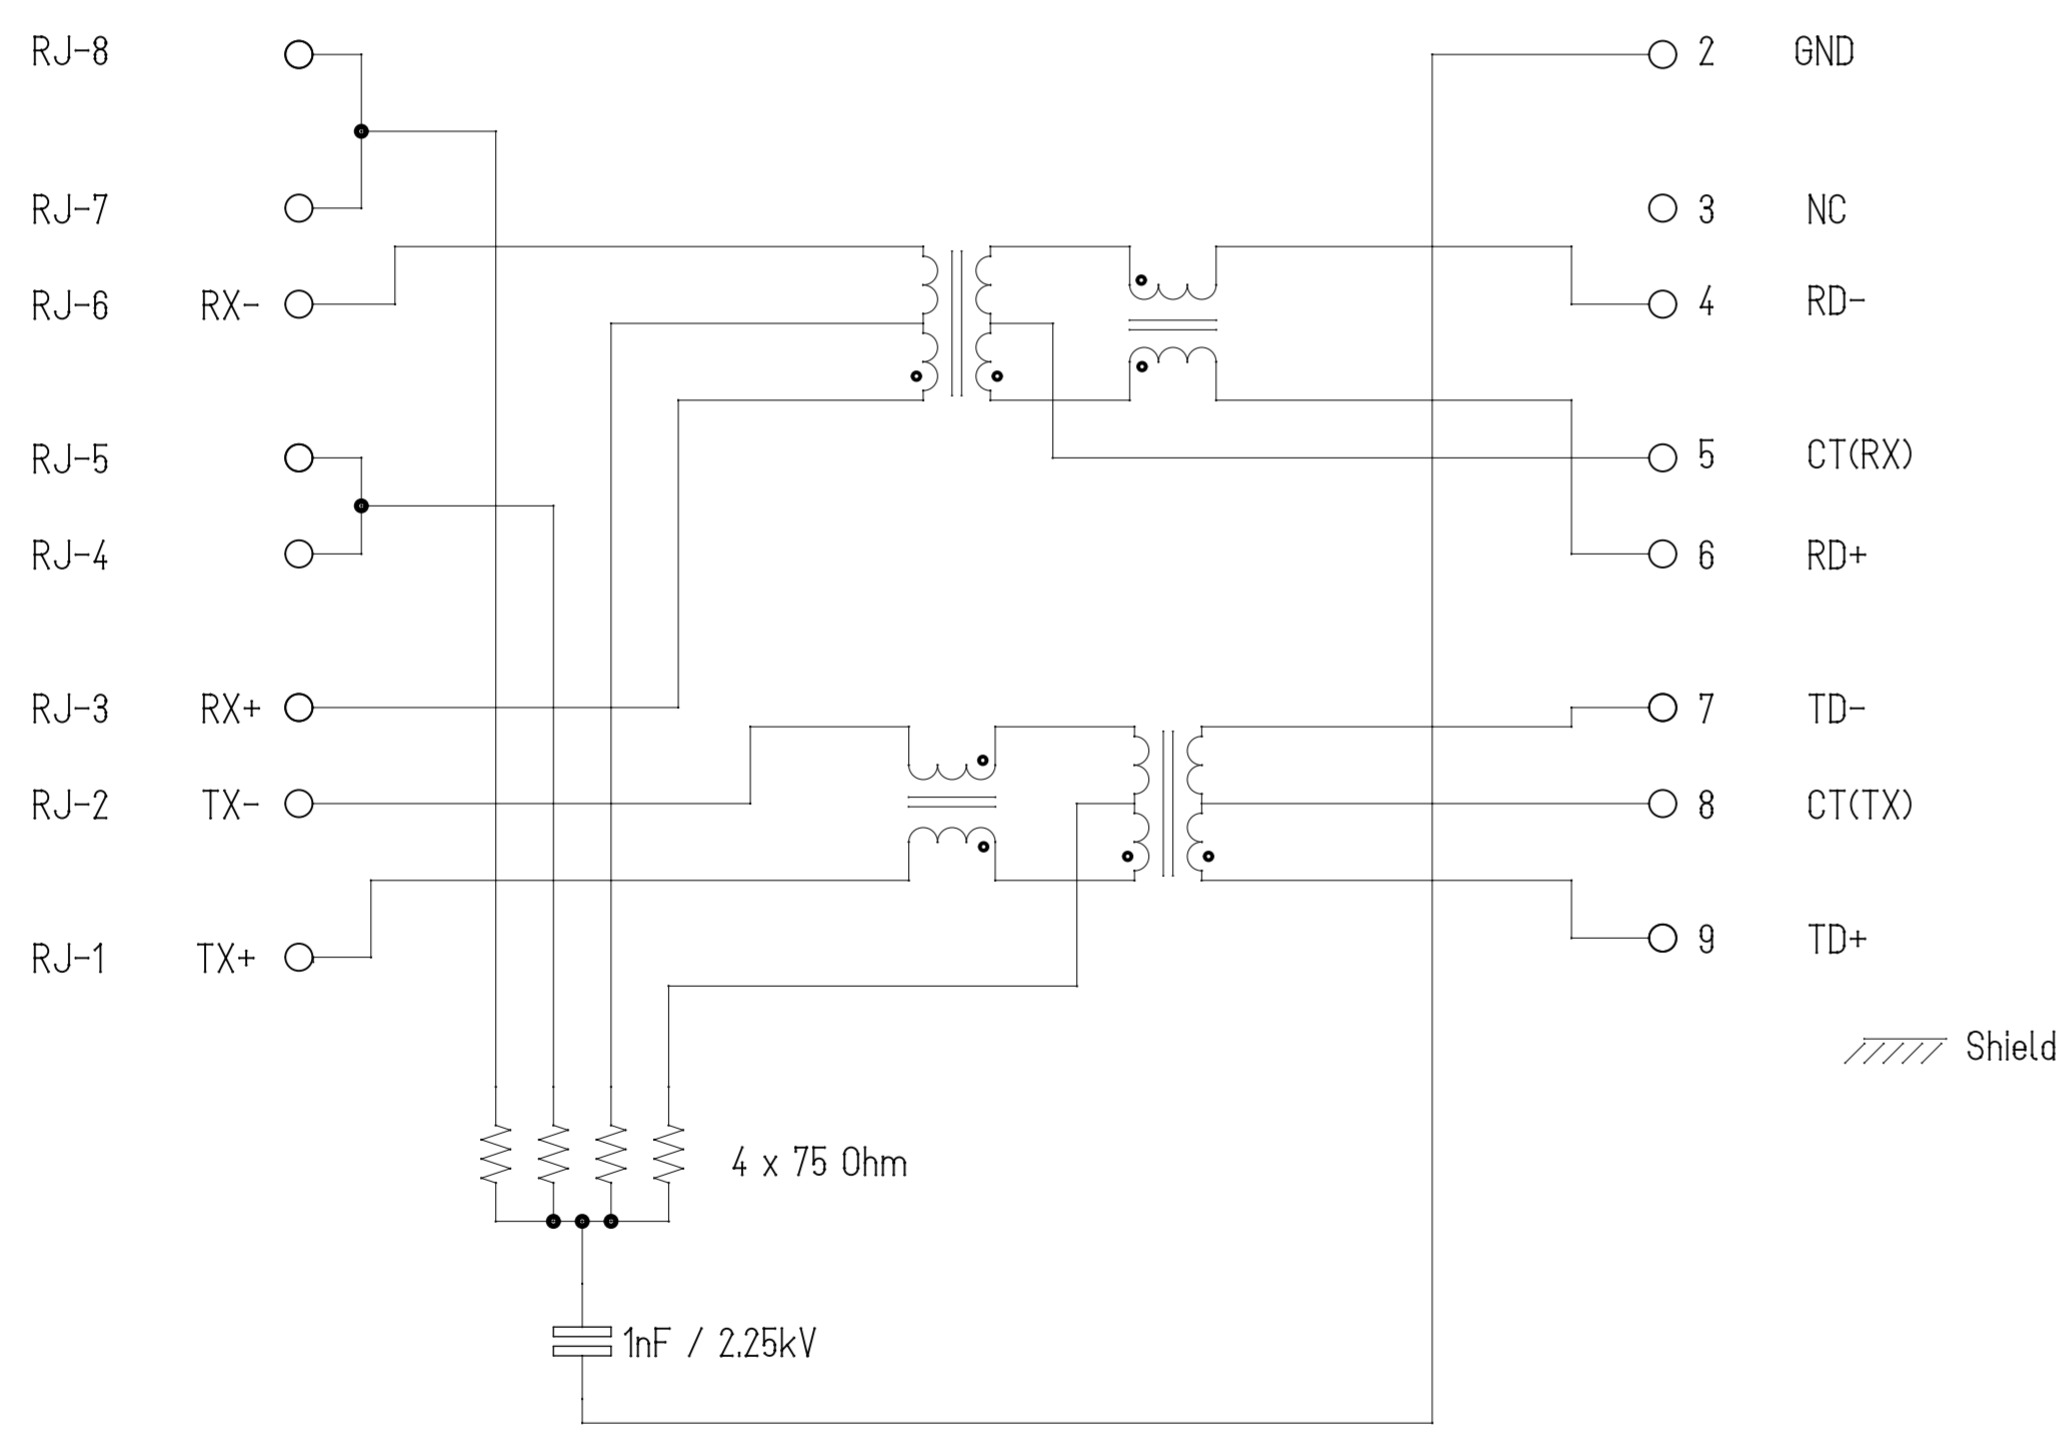 RJ-8 2 GND
RJ-7 3 NC
RJ-6 RX- 4 RD-
RJ-5 5 CT(RX)
RJ-4 6 RD+
RJ-3 RX+ 7 TD-
RJ-2 TX- 8 CT(TX)
RJ-1 TX+ 9 TD+
Shield
4 x 75 Ohm
1nF / 2.25kV